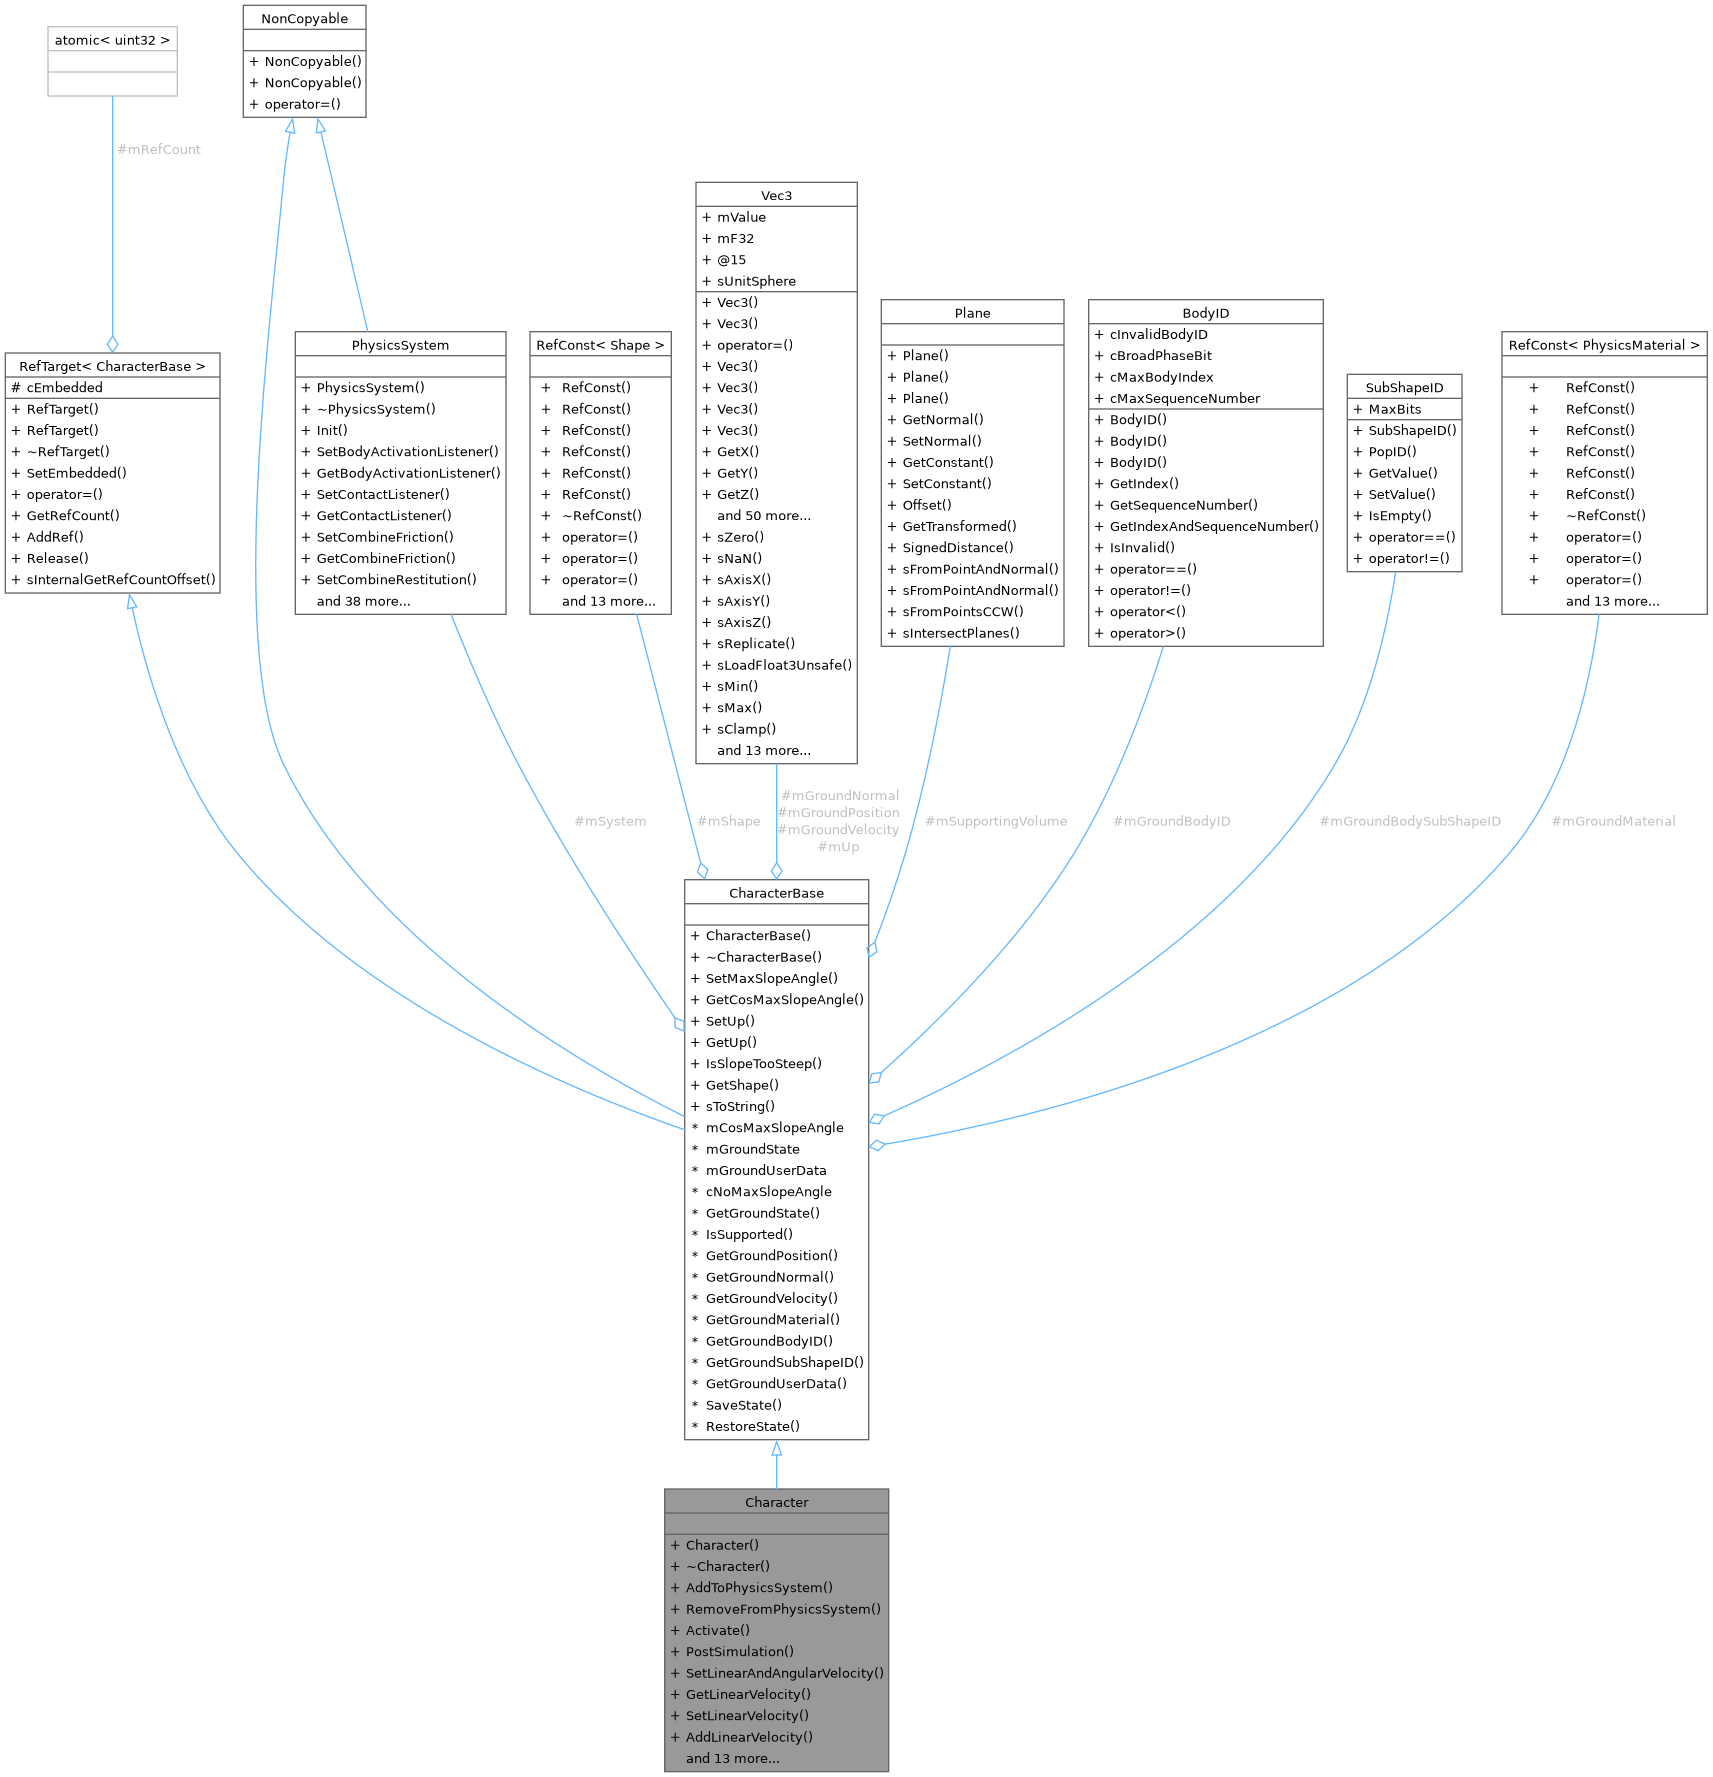 atomic< uint32 >
NonCopyable
+ NonCopyable()
+ NonCopyable()
+ operator=()
#mRefCount
RefTarget< CharacterBase >
# cEmbedded
+ RefTarget()
+ RefTarget()
+ ~RefTarget()
+ SetEmbedded()
+ operator=()
+ GetRefCount()
+ AddRef()
+ Release()
+ sInternalGetRefCountOffset()
PhysicsSystem
+ PhysicsSystem()
+ ~PhysicsSystem()
+ Init()
+ SetBodyActivationListener()
+ GetBodyActivationListener()
+ SetContactListener()
+ GetContactListener()
+ SetCombineFriction()
+ GetCombineFriction()
+ SetCombineRestitution()
and 38 more...
RefConst< Shape >
+ RefConst()
+ RefConst()
+ RefConst()
+ RefConst()
+ RefConst()
+ RefConst()
+ ~RefConst()
+ operator=()
+ operator=()
+ operator=()
and 13 more...
Vec3
+ mValue
+ mF32
+ @15
+ sUnitSphere
+ Vec3()
+ Vec3()
+ operator=()
+ Vec3()
+ Vec3()
+ Vec3()
+ Vec3()
+ GetX()
+ GetY()
+ GetZ()
and 50 more...
+ sZero()
+ sNaN()
+ sAxisX()
+ sAxisY()
+ sAxisZ()
+ sReplicate()
+ sLoadFloat3Unsafe()
+ sMin()
+ sMax()
+ sClamp()
and 13 more...
Plane
+ Plane()
+ Plane()
+ Plane()
+ GetNormal()
+ SetNormal()
+ GetConstant()
+ SetConstant()
+ Offset()
+ GetTransformed()
+ SignedDistance()
+ sFromPointAndNormal()
+ sFromPointAndNormal()
+ sFromPointsCCW()
+ sIntersectPlanes()
BodyID
+ cInvalidBodyID
+ cBroadPhaseBit
+ cMaxBodyIndex
+ cMaxSequenceNumber
+ BodyID()
+ BodyID()
+ BodyID()
+ GetIndex()
+ GetSequenceNumber()
+ GetIndexAndSequenceNumber()
+ IsInvalid()
+ operator==()
+ operator!=()
+ operator<()
+ operator>()
SubShapeID
+ MaxBits
+ SubShapeID()
+ PopID()
+ GetValue()
+ SetValue()
+ IsEmpty()
+ operator==()
+ operator!=()
RefConst< PhysicsMaterial >
+ RefConst()
+ RefConst()
+ RefConst()
+ RefConst()
+ RefConst()
+ RefConst()
+ ~RefConst()
+ operator=()
+ operator=()
+ operator=()
and 13 more...
#mSystem
#mShape
#mGroundNormal
#mGroundPosition
#mGroundVelocity
#mUp
#mSupportingVolume
#mGroundBodyID
#mGroundBodySubShapeID
#mGroundMaterial
CharacterBase
+ CharacterBase()
+ ~CharacterBase()
+ SetMaxSlopeAngle()
+ GetCosMaxSlopeAngle()
+ SetUp()
+ GetUp()
+ IsSlopeTooSteep()
+ GetShape()
+ sToString()
* mCosMaxSlopeAngle
* mGroundState
* mGroundUserData
* cNoMaxSlopeAngle
* GetGroundState()
* IsSupported()
* GetGroundPosition()
* GetGroundNormal()
* GetGroundVelocity()
* GetGroundMaterial()
* GetGroundBodyID()
* GetGroundSubShapeID()
* GetGroundUserData()
* SaveState()
* RestoreState()
Character
+ Character()
+ ~Character()
+ AddToPhysicsSystem()
+ RemoveFromPhysicsSystem()
+ Activate()
+ PostSimulation()
+ SetLinearAndAngularVelocity()
+ GetLinearVelocity()
+ SetLinearVelocity()
+ AddLinearVelocity()
and 13 more...